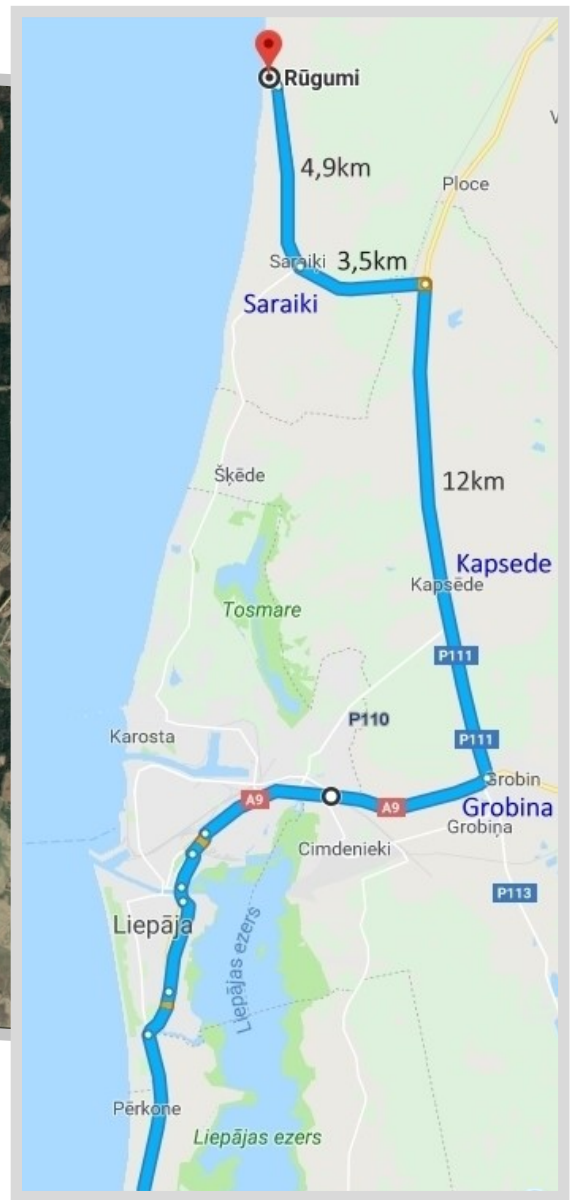 Rūgumi
4,9km
Ploce
Saraiķi
3,5km
Saraiki
Šķēde
12km
Kapsede
Kapsēde
Tosmare
P111
P110
Karosta
P111
Grobin
A9
A9
Grobina
Grobiņa
Cimdenieki
P113
Liepāja
Liepājas ezers
Pērkone
Liepājas ezers